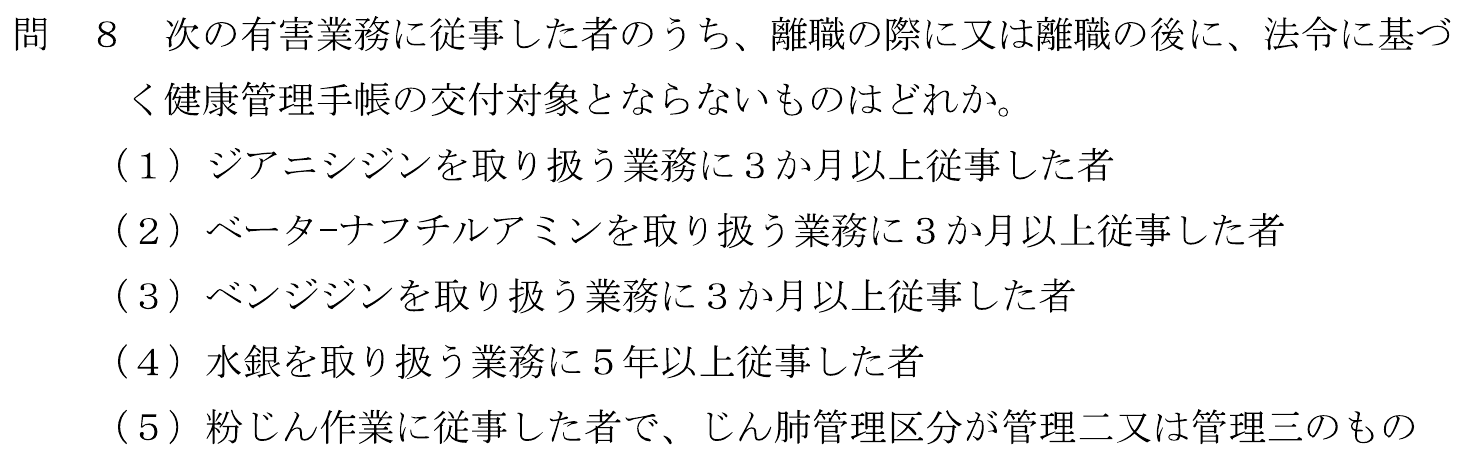 問　８　次の有害業務に従事した者のうち、離職の際に又は離職の後に、法令に基づ
く健康管理手帳の交付対象とならないものはどれか。
（１）ジアニシジンを取り扱う業務に３か月以上従事した者
（２）ベータ−ナフチルアミンを取り扱う業務に３か月以上従事した者
（３）ベンジジンを取り扱う業務に３か月以上従事した者
（４）水銀を取り扱う業務に５年以上従事した者
（５）粉じん作業に従事した者で、じん肺管理区分が管理二又は管理三のもの